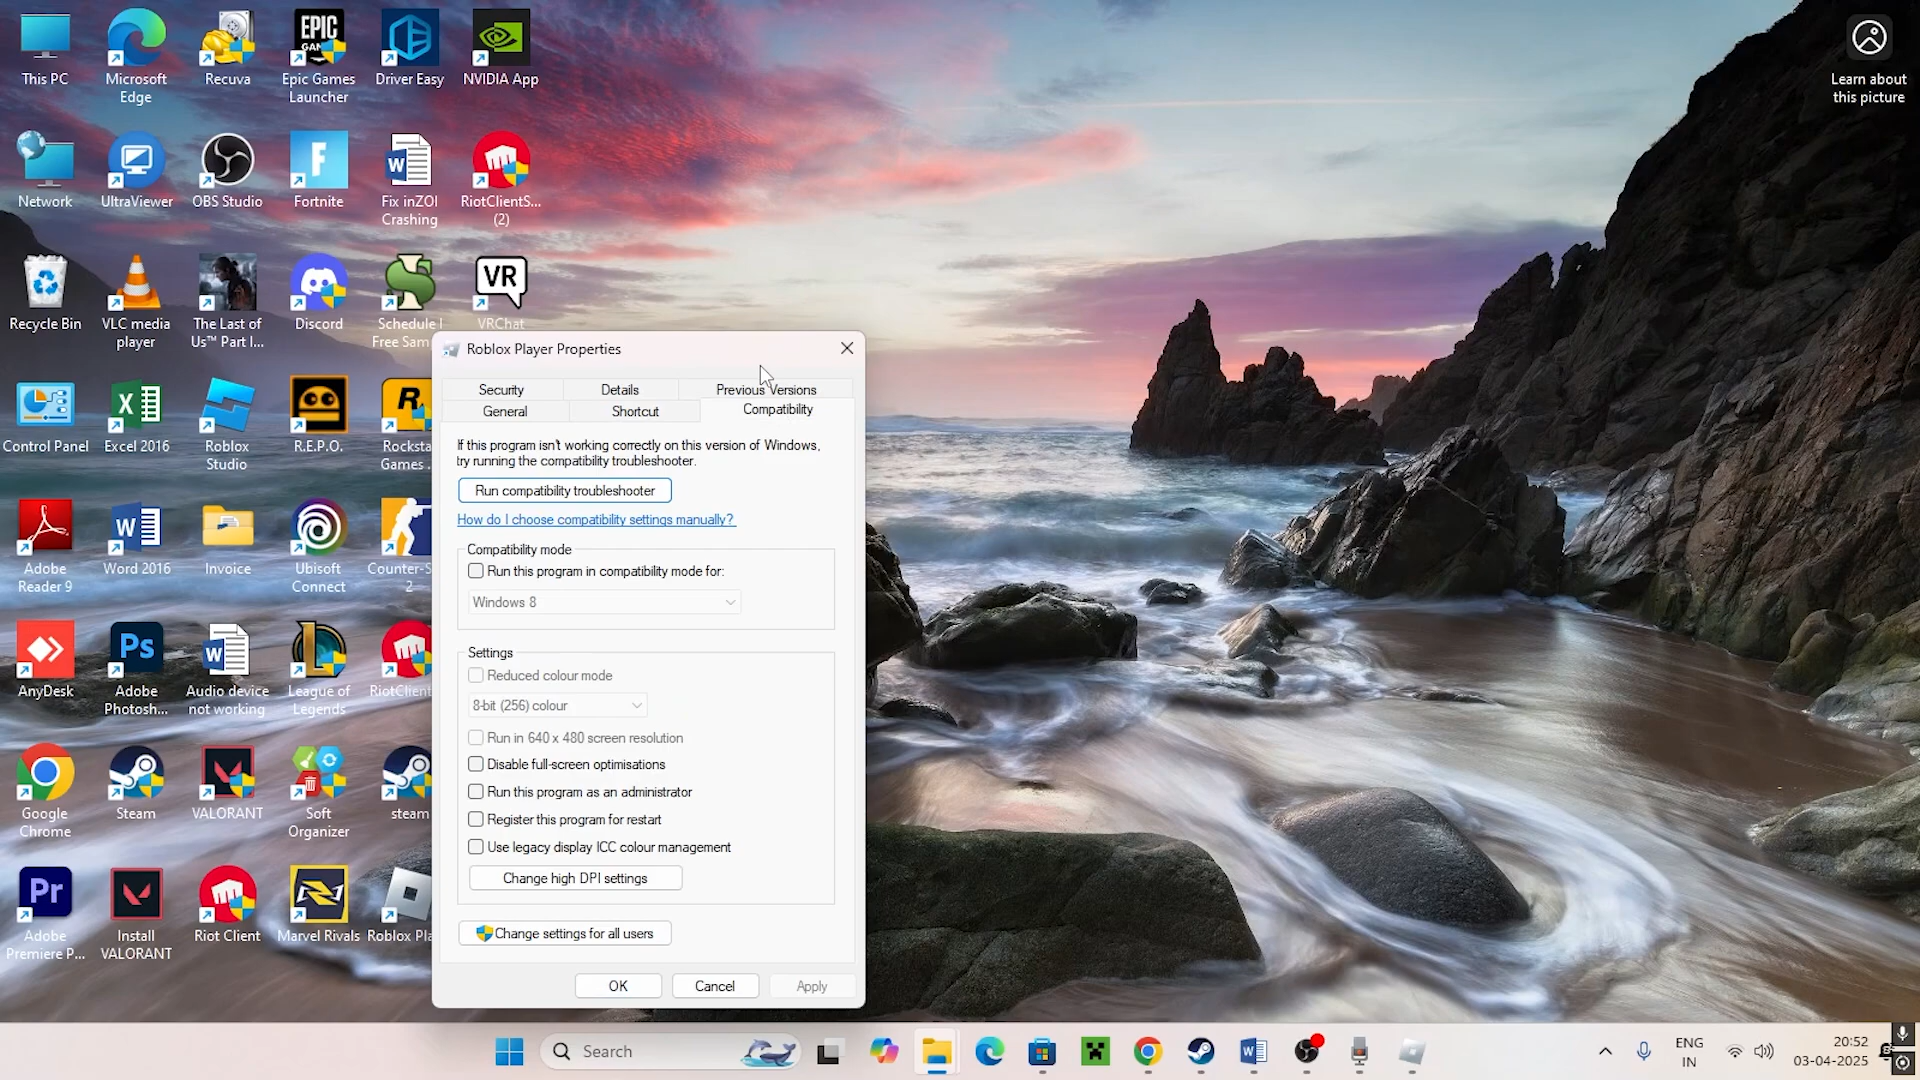 This PC
Microsoft
Edge
Recuva
EPIC
GAMES
Epic Games
Launcher
Driver Easy
NVIDIA App
Learn about
this picture
Network
UltraViewer
OBS Studio
Fortnite
Fix inZOI
Crashing
RiotClientS...
(2)
Recycle Bin
VLC media
player
The Last of
Us™ Part I...
Discord
Schedule I
Free Sam
VR
VRChat
Control Panel
Excel 2016
Roblox
Studio
R.E.P.O.
Rocksta
Games
Adobe
Reader 9
Word 2016
Invoice
Ubisoft
Connect
Counter-S
2
AnyDesk
Ps
Adobe
Photosh...
Audio device
not working
League of
Legends
RiotClient
Google
Chrome
Steam
VALORANT
Soft
Organizer
steam
Pr
Adobe
Premiere P...
Install
VALORANT
Riot Client
Marvel Rivals
Roblox Pla
Roblox Player Properties
Security
Details
Previous Versions
General
Shortcut
Compatibility
If this program isn't working correctly on this version of Windows,
try running the compatibility troubleshooter.
Run compatibility troubleshooter
How do I choose compatibility settings manually?
Compatibility mode
Run this program in compatibility mode for:
Windows 8
Settings
Reduced colour mode
8-bit (256) colour
Run in 640 x 480 screen resolution
Disable full-screen optimisations
Run this program as an administrator
Register this program for restart
Use legacy display ICC colour management
Change high DPI settings
Change settings for all users
OK
Cancel
Apply
Search
ENG
IN
20:52
03-04-2025